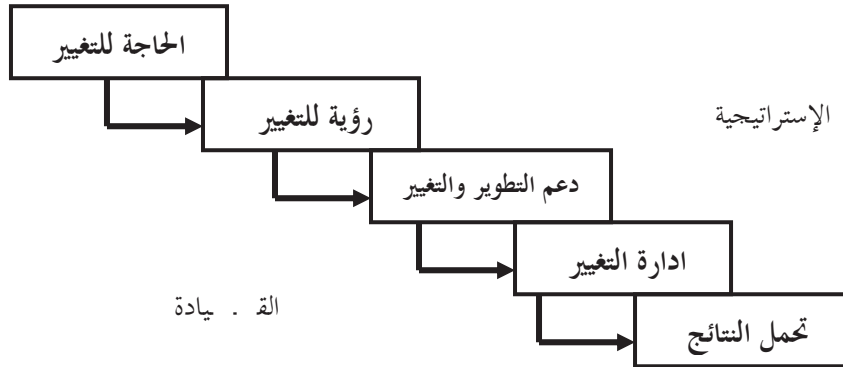 الحاجة للتغيير
رؤية للتغيير
الإستراتيجية
دعم التطوير والتغيير
ادارة التغيير
القـ . ـيادة
تحمل النتائج